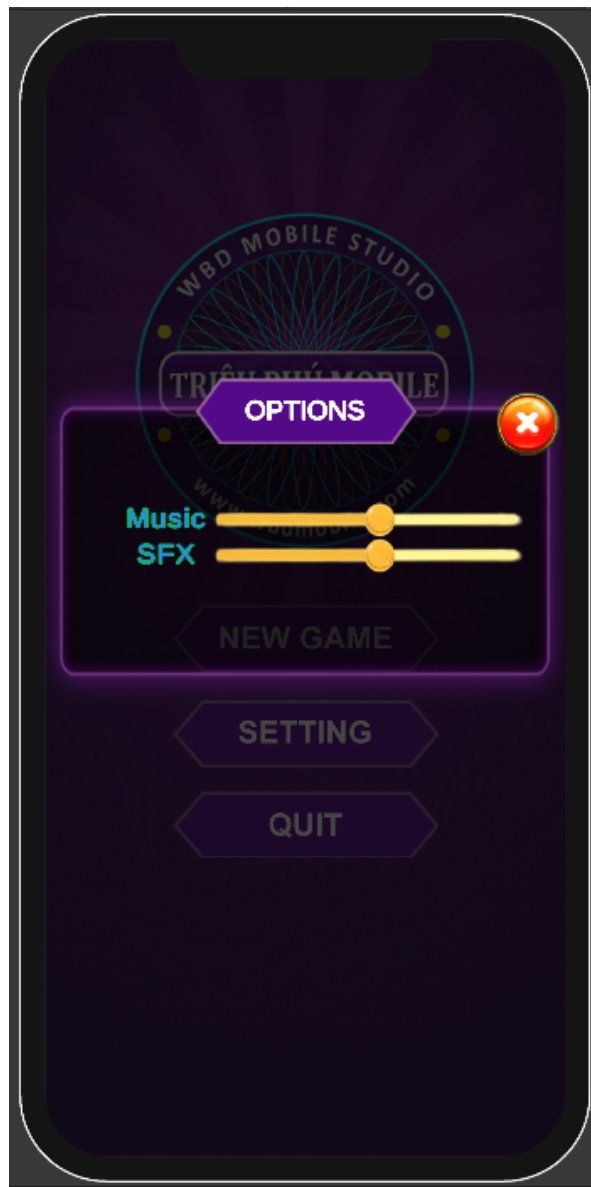 WBD MOBILE STUDIO
TRIỆU PHÚ MOBILE
OPTIONS
Music
SFX
NEW GAME
SETTING
QUIT